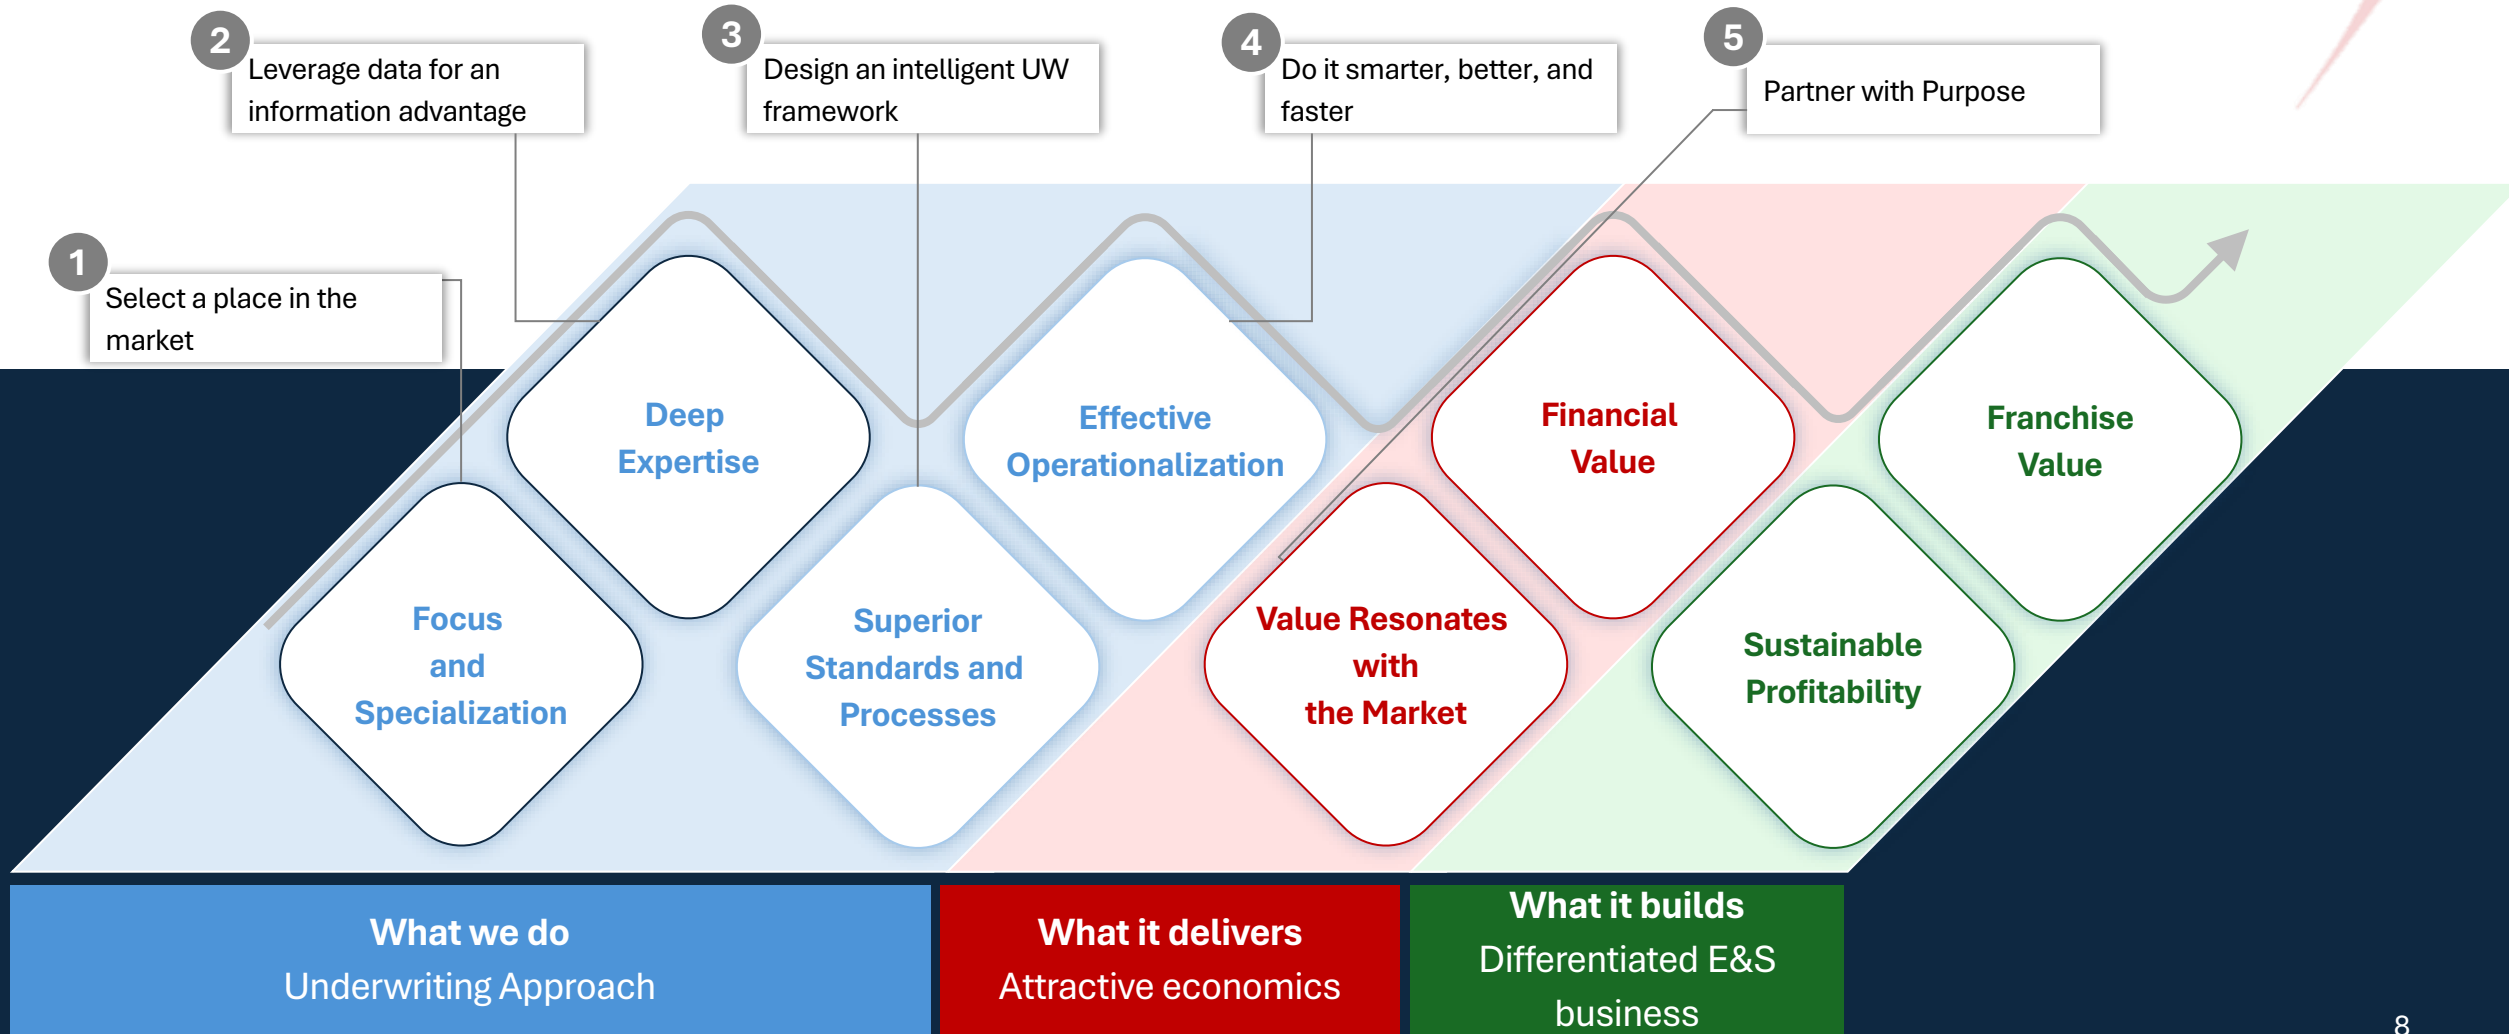 1
Select a place in the
market
2
Leverage data for an
information advantage
3
Design an intelligent UW
framework
4
Do it smarter, better, and
faster
5
Partner with Purpose
Focus
and
Specialization
Deep
Expertise
Superior
Standards and
Processes
Effective
Operationalization
Value Resonates
with
the Market
Financial
Value
Sustainable
Profitability
Franchise
Value
What we do
Underwriting Approach
What it delivers
Attractive economics
What it builds
Differentiated E&S
business
8